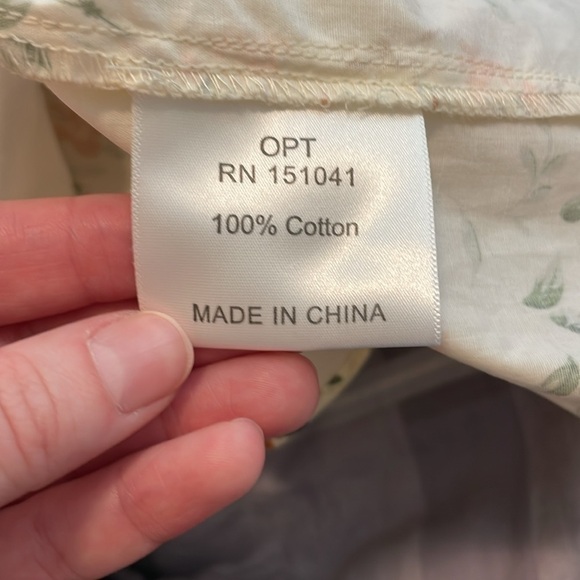 OPT
RN 151041
100% Cotton
MADE IN CHINA